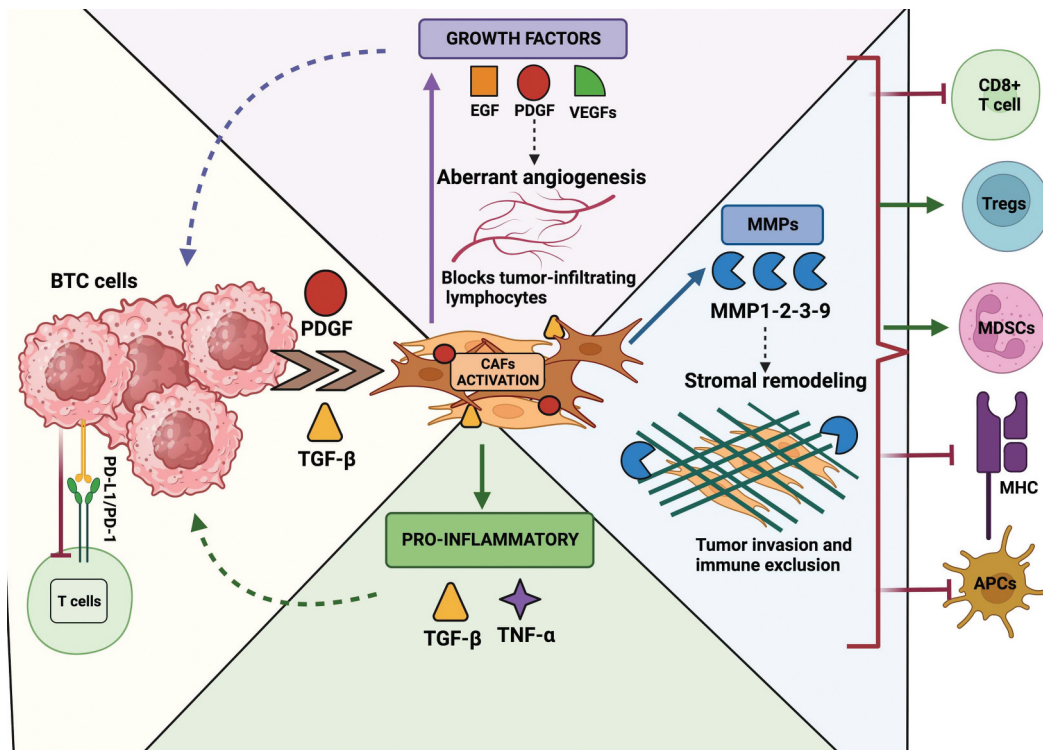 GROWTH FACTORS
EGF
PDGF
VEGFs
Aberrant angiogenesis
Blocks tumor-infiltrating
lymphocytes
BTC cells
PDGF
TGF-β
PD-L1/PD-1
T cells
CAFs
ACTIVATION
PRO-INFLAMMATORY
TGF-β
TNF-α
MMPs
MMP1-2-3-9
Stromal remodeling
Tumor invasion and
immune exclusion
CD8+
T cell
Tregs
MDSCs
MHC
APCs